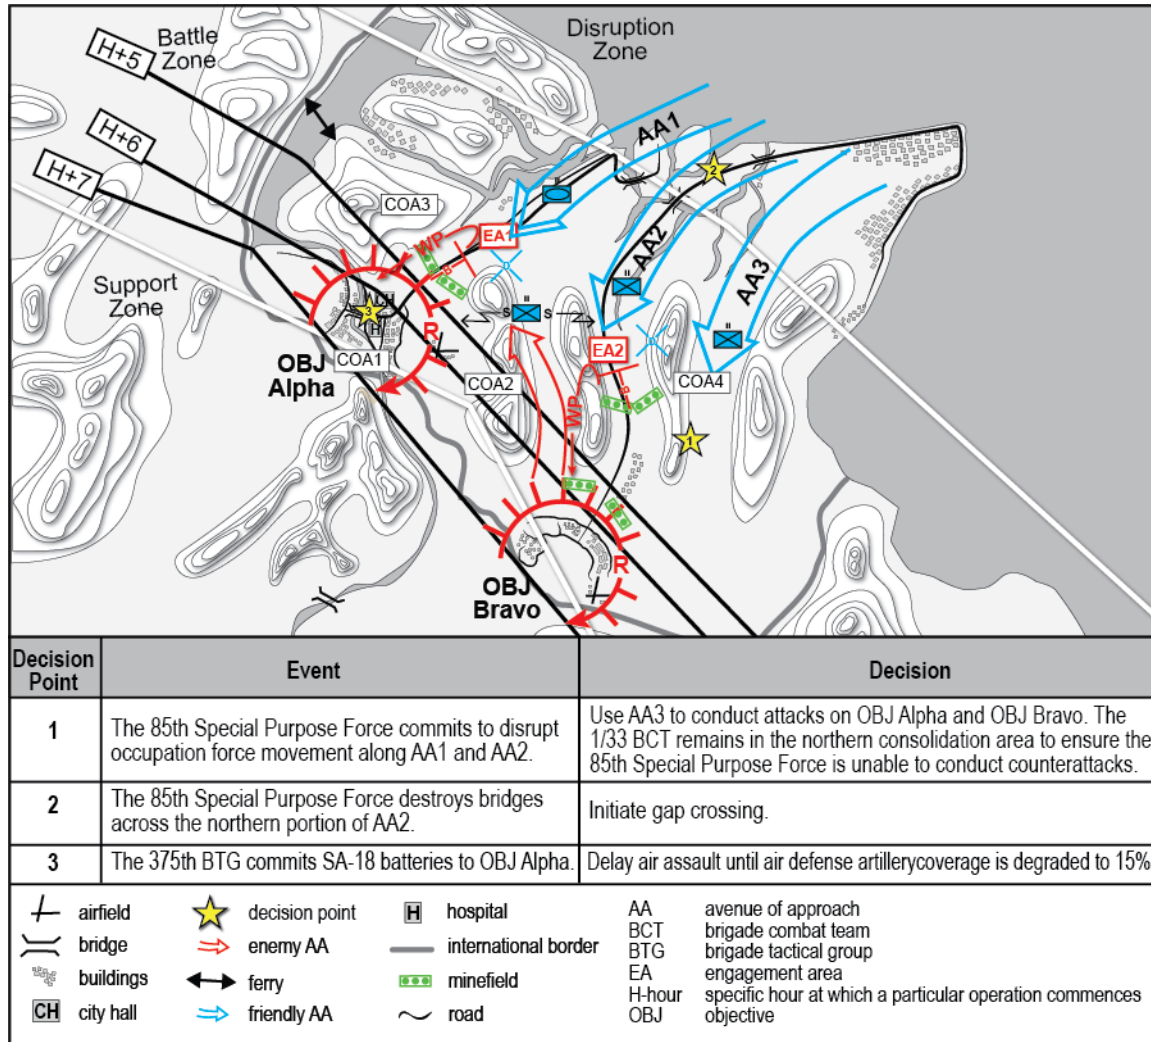 Battle
Zone
Disruption
Zone
H+5
H+6
H+7
AA1
2
COA3
EA1
WP
B
D
AA2
AA3
Support
Zone
CH
3
H
COA1
R
OBJ
Alpha
II
S
S
II
II
II
EA2
D
COA2
COA4
WP
B
1
R
OBJ
Bravo
Decision
Point
Event
Decision
1
The 85th Special Purpose Force commits to disrupt
occupation force movement along AA1 and AA2.
Use AA3 to conduct attacks on OBJ Alpha and OBJ Bravo. The
1/33 BCT remains in the northern consolidation area to ensure the
85th Special Purpose Force is unable to conduct counterattacks.
2
The 85th Special Purpose Force destroys bridges
across the northern portion of AA2.
Initiate gap crossing.
3
The 375th BTG commits SA-18 batteries to OBJ Alpha.
Delay air assault until air defense artillerycoverage is degraded to 15%
airfield
bridge
buildings
CH city hall
decision point
enemy AA
ferry
friendly AA
H hospital
international border
minefield
road
AA avenue of approach
BCT brigade combat team
BTG brigade tactical group
EA engagement area
H-hour specific hour at which a particular operation commences
OBJ objective